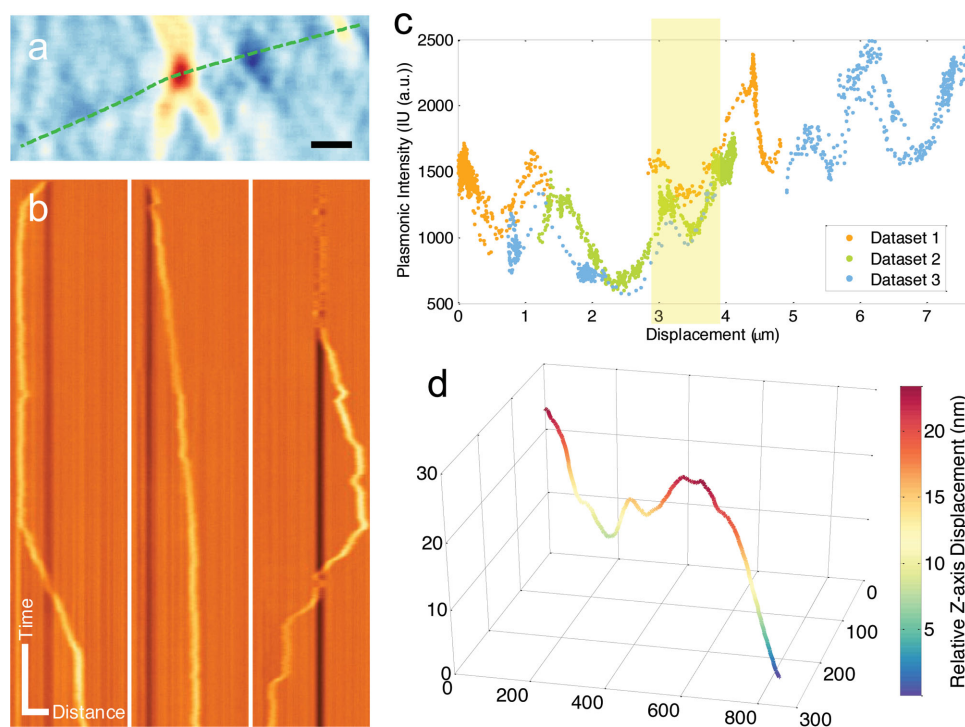 a
b
Time
Distance
c
Plasmonic Intensity (IU (a.u.))
2500
2000
1500
1000
500
0 1 2 3 4 5 6 7
Displacement (μm)
Dataset 1
Dataset 2
Dataset 3
d
30
20
10
0
0 200 400 600 800
0
100
200
300
20
15
10
5
Relative Z-axis Displacement (nm)